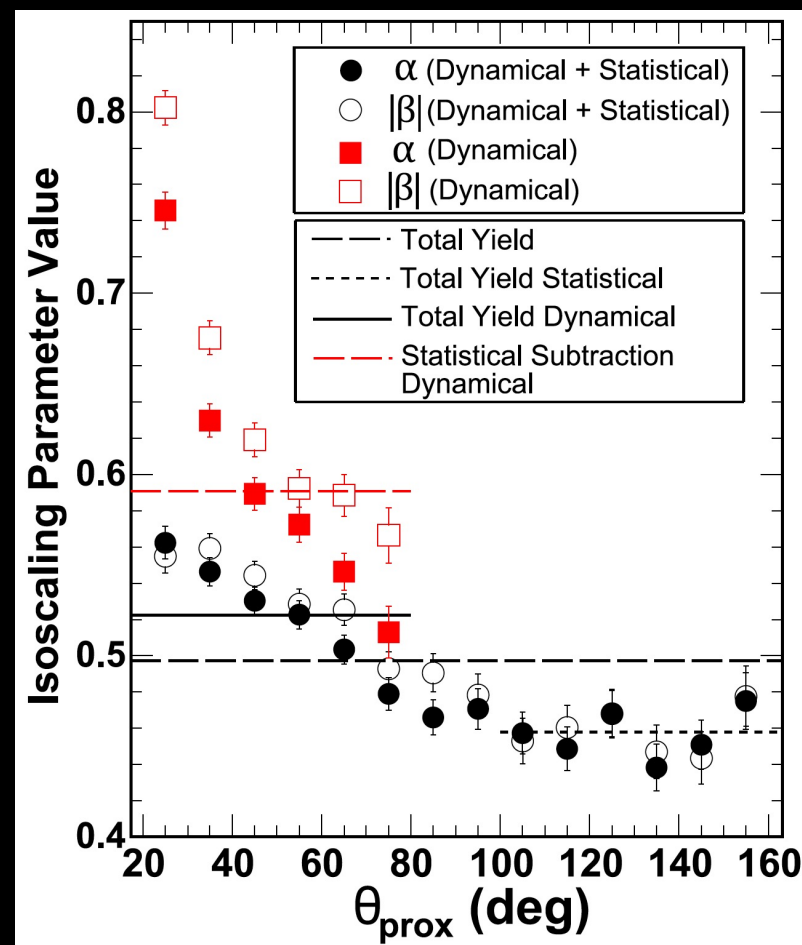 α (Dynamical + Statistical)
|β| (Dynamical + Statistical)
α (Dynamical)
|β| (Dynamical)
Total Yield
Total Yield Statistical
Total Yield Dynamical
Statistical Subtraction
Dynamical
Isoscaling Parameter Value
0.8
0.7
0.6
0.5
0.4
20 40 60 80 100 120 140 160
θprox (deg)